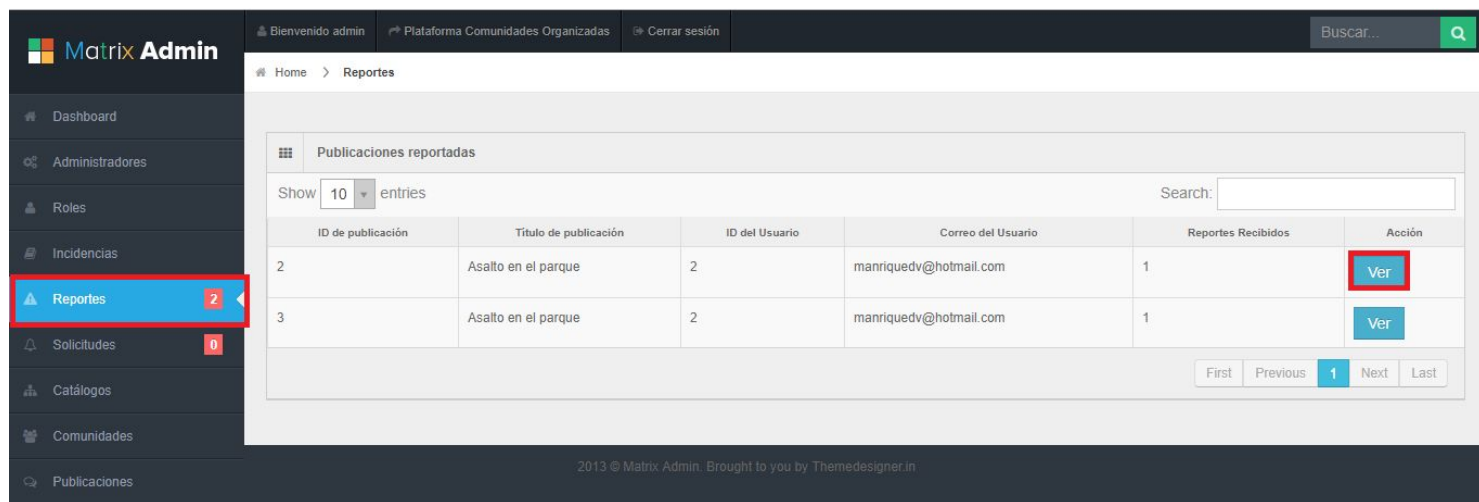 Matrix Admin
Bienvenido admin Plataforma Comunidades Organizadas Cerrar sesión Buscar...
Home > Reportes
Dashboard
Administradores
Roles
Incidencias
Reportes 2
Solicitudes 0
Catálogos
Comunidades
Publicaciones
Publicaciones reportadas
Show 10 entries Search:
ID de publicación Título de publicación ID del Usuario Correo del Usuario Reportes Recibidos Acción
2 Asalto en el parque 2 manriquedv@hotmail.com 1 Ver
3 Asalto en el parque 2 manriquedv@hotmail.com 1 Ver
First Previous 1 Next Last
2013 © Matrix Admin. Brought to you by Themedesigner.in